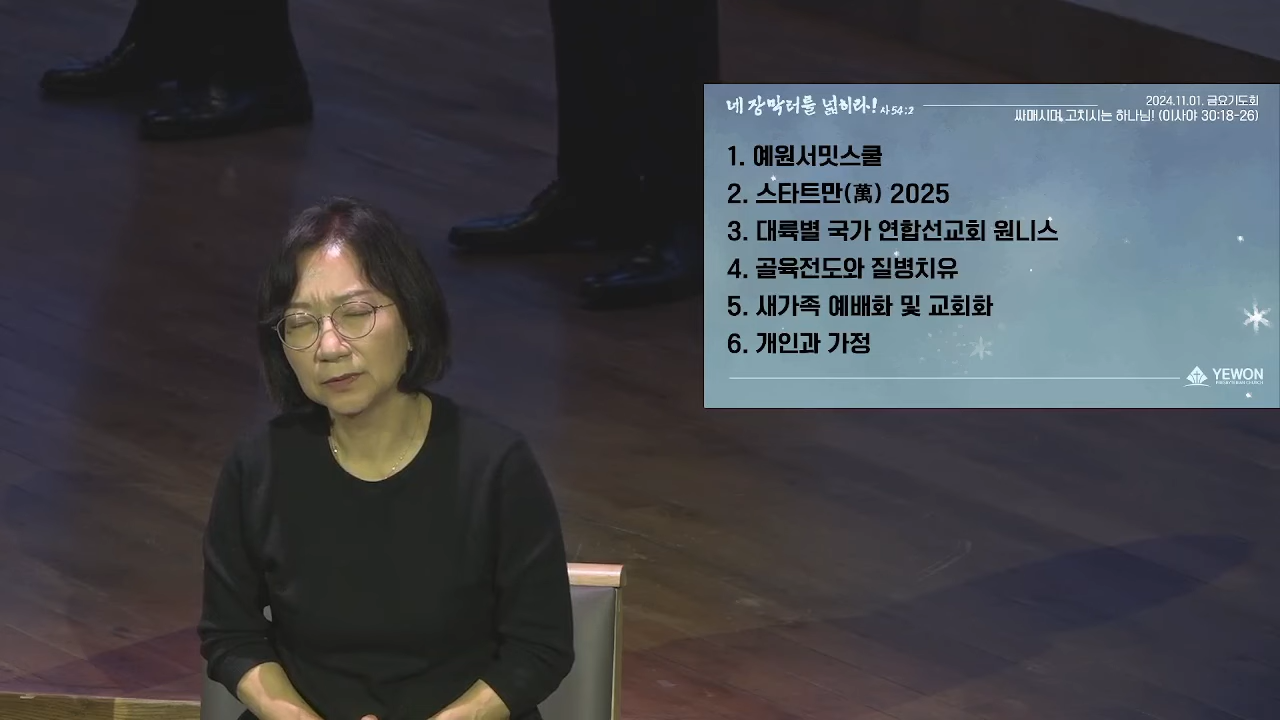 네 장막터를 넓히라! 사 54:2
2024.11.01. 금요기도회
싸매시며, 고치시는 하나님! (이사야 30:18-26)
1. 예원서밋스쿨
2. 스타트만(萬) 2025
3. 대륙별 국가 연합선교회 원니스
4. 골육전도와 질병치유
5. 새가족 예배화 및 교회화
6. 개인과 가정
YEWON
PRESBYTERIAN CHURCH